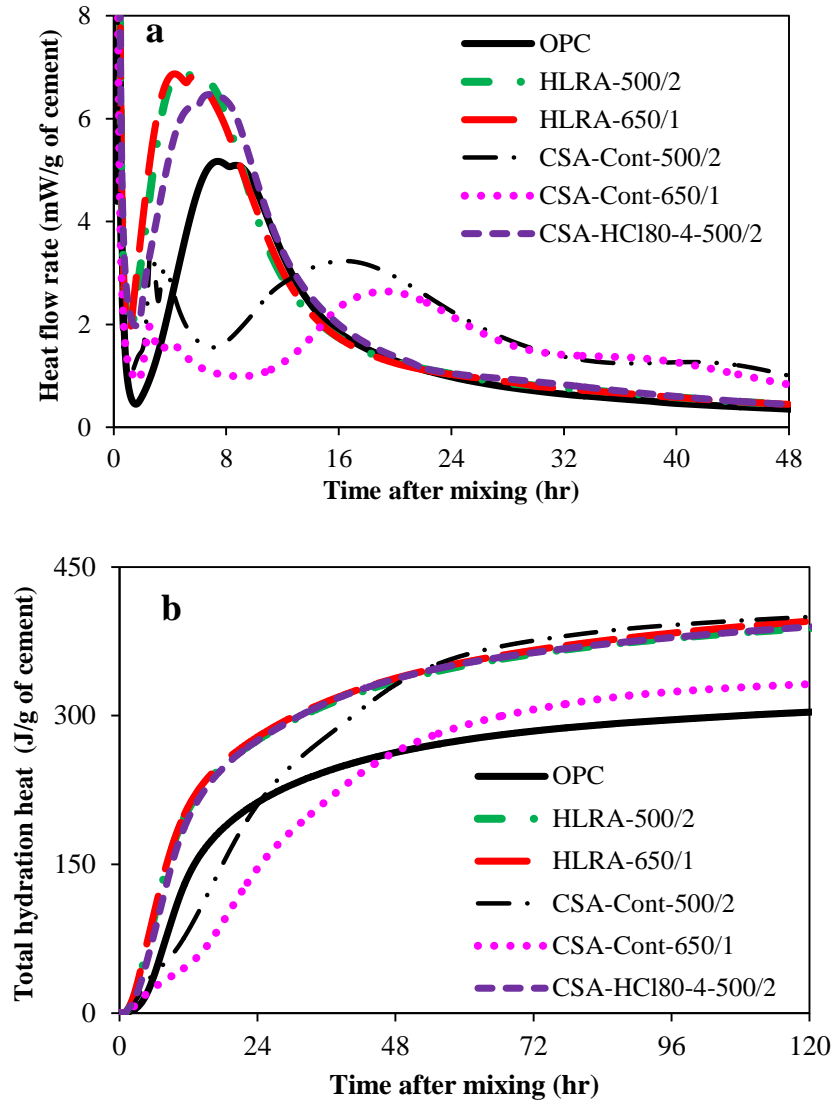 a
8
6
4
2
0
Heat flow rate (mW/g of cement)
OPC
HLRA-500/2
HLRA-650/1
CSA-Cont-500/2
CSA-Cont-650/1
CSA-HCl80-4-500/2
0 8 16 24 32 40 48
Time after mixing (hr)
b
450
300
150
0
Total hydration heat (J/g of cement)
OPC
HLRA-500/2
HLRA-650/1
CSA-Cont-500/2
CSA-Cont-650/1
CSA-HCl80-4-500/2
0 24 48 72 96 120
Time after mixing (hr)